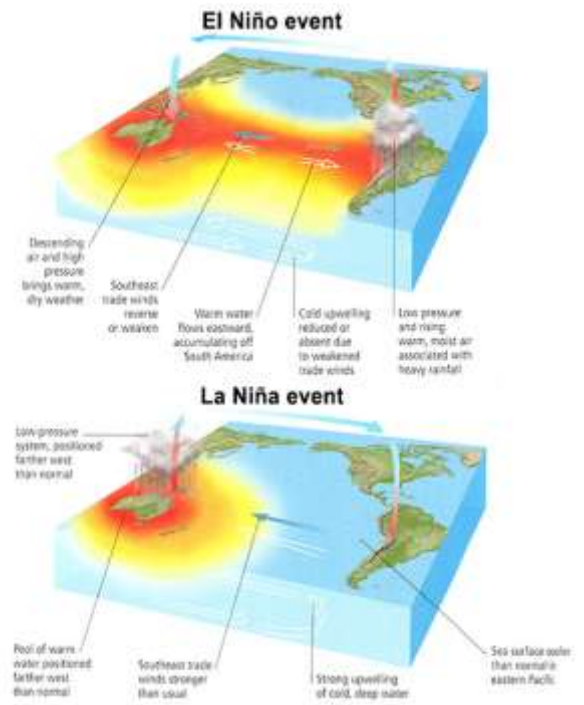 El Niño event
Descending
air and high
pressure
brings warm,
dry weather
Southeast
trade winds
reverse
or weaken
Warm water
flows eastward,
accumulating off
South America
Cold upwelling
reduced or
absent due
to weakened
trade winds
Low pressure
and rising
warm, moist air
associated with
heavy rainfall
La Niña event
Low-pressure
system, positioned
farther west
than normal
Pool of warm
water positioned
farther west
than normal
Southeast trade
winds stronger
than usual
Strong upwelling
of cold, deep water
Sea surface cooler
than normal in
eastern Pacific